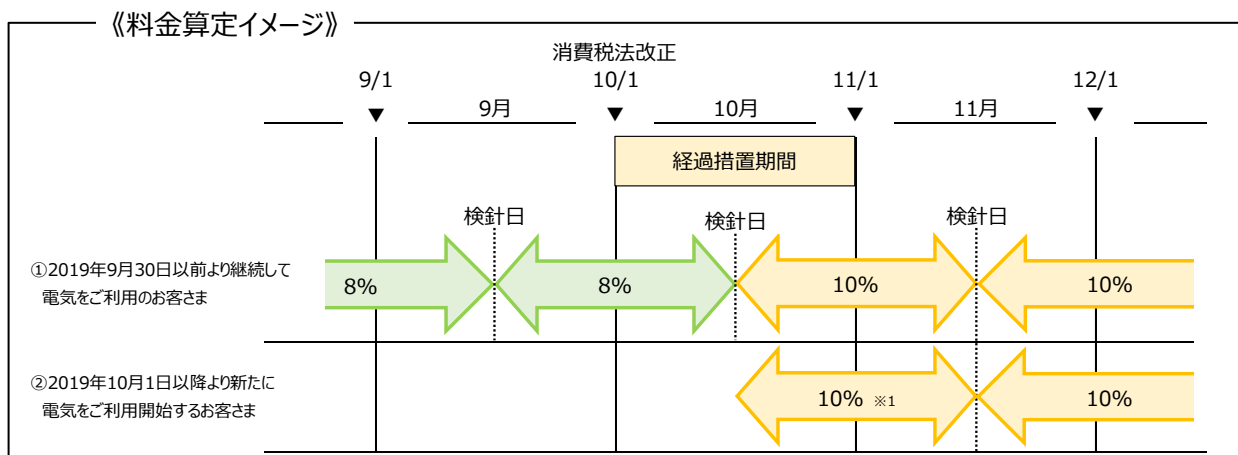 《料金算定イメージ》
消費税法改正
9/1 10/1 11/1 12/1
▼ 9月 ▼ 10月 ▼ 11月 ▼
経過措置期間
検針日 検針日 検針日
①2019年9月30日以前より継続して
電気をご利用のお客さま
8% 8% 10% 10%
②2019年10月1日以降より新たに
電気をご利用開始するお客さま
10% ※1 10%